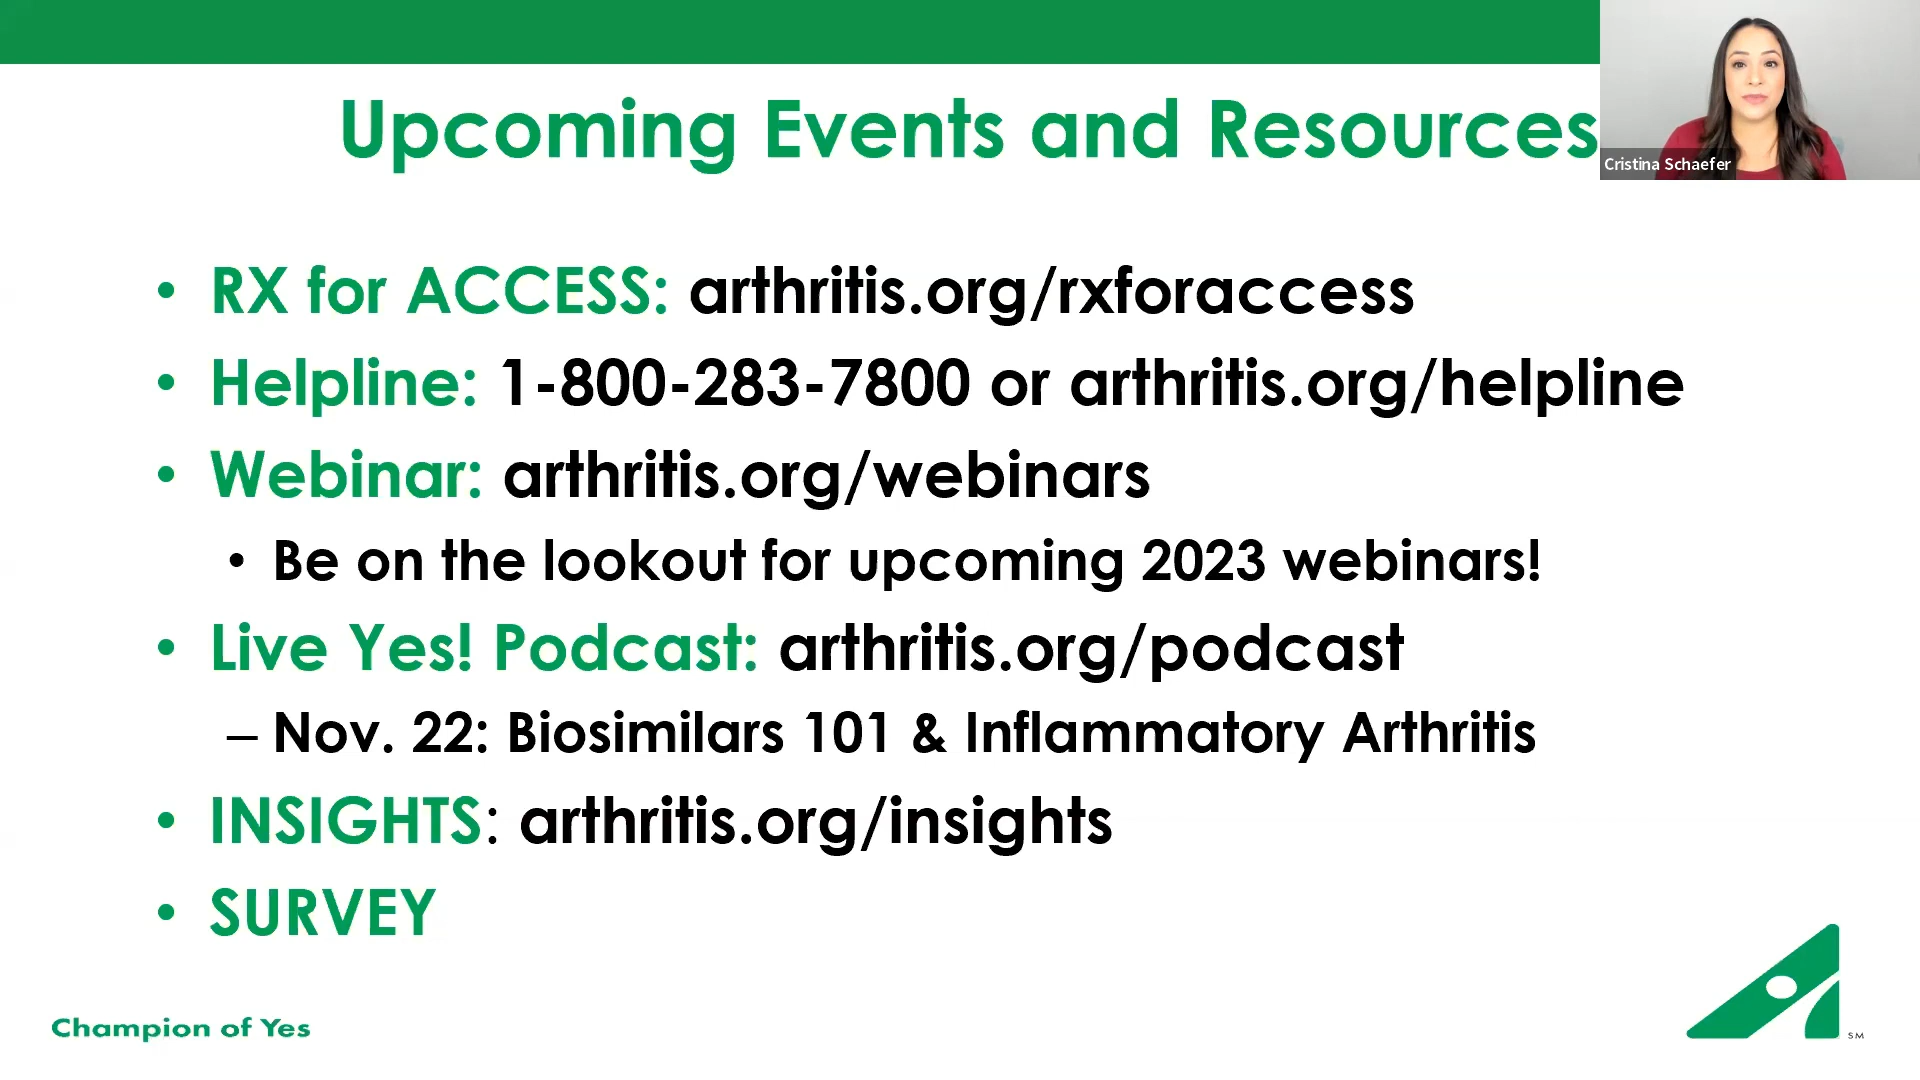 Upcoming Events and Resources
Cristina Schaefer
• RX for ACCESS: arthritis.org/rxforaccess
• Helpline: 1-800-283-7800 or arthritis.org/helpline
• Webinar: arthritis.org/webinars
• Be on the lookout for upcoming 2023 webinars!
• Live Yes! Podcast: arthritis.org/podcast
– Nov. 22: Biosimilars 101 & Inflammatory Arthritis
• INSIGHTS: arthritis.org/insights
• SURVEY
Champion of Yes
SM